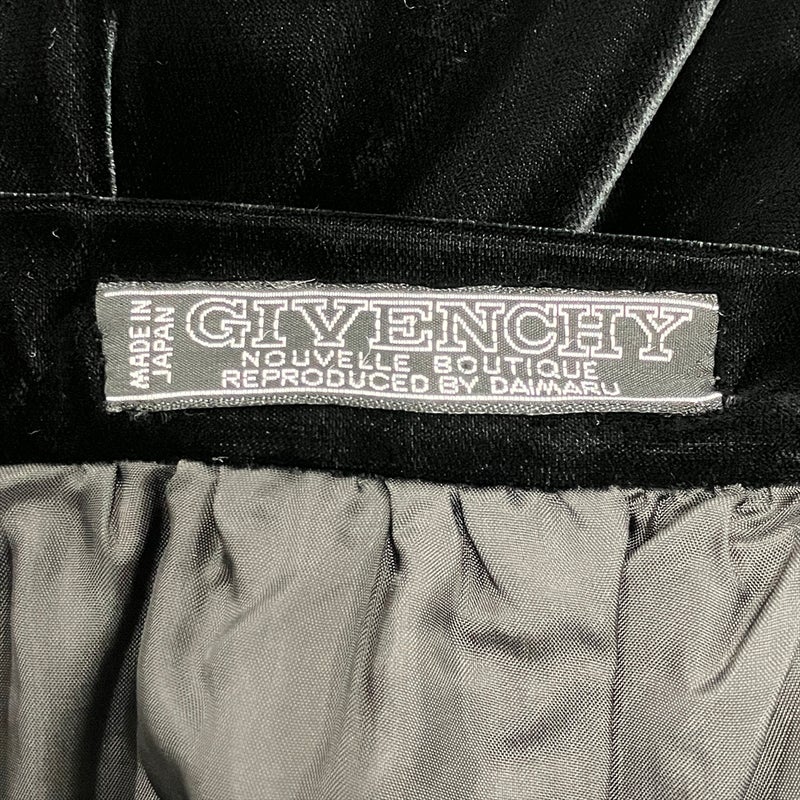 MADE IN
JAPAN
GIVENCHY
NOUVELLE BOUTIQUE
REPRODUCED BY DAIMARU